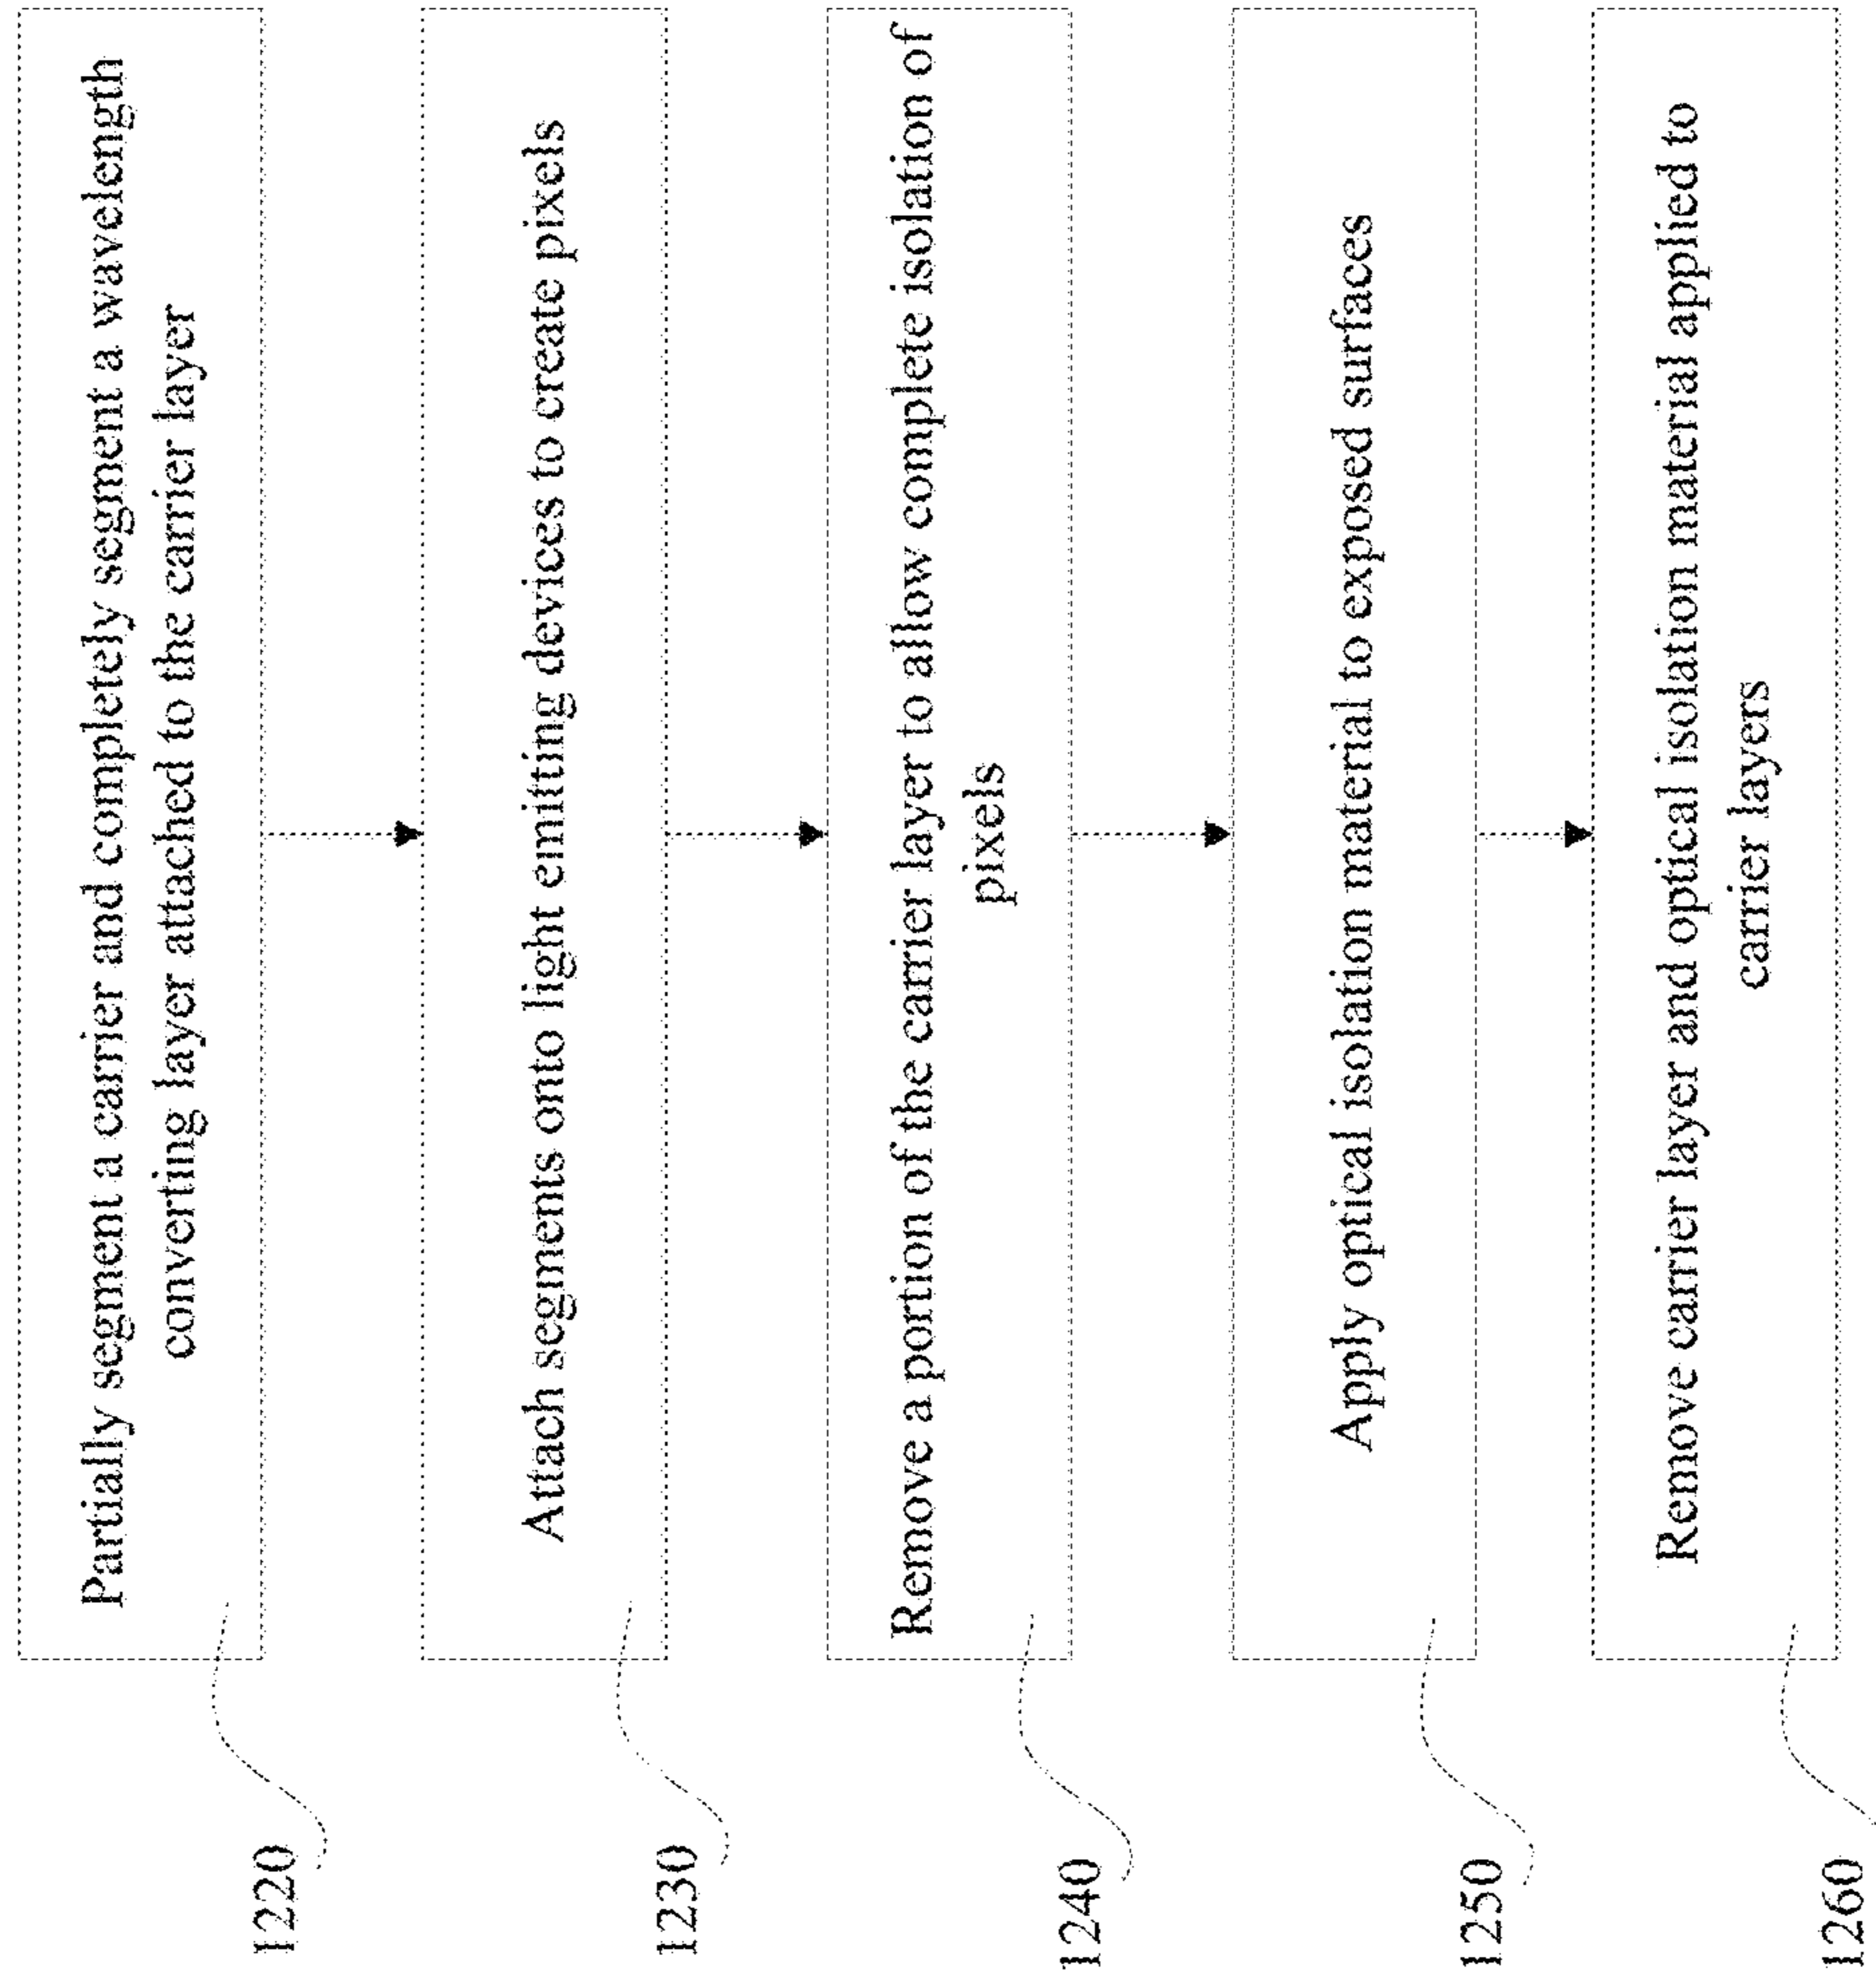 1220
Partially segment a carrier and completely segment a wavelength
converting layer attached to the carrier layer
1230
Attach segments onto light emitting devices to create pixels
1240
Remove a portion of the carrier layer to allow complete isolation of
pixels
1250
Apply optical isolation material to exposed surfaces
1260
Remove carrier layer and optical isolation material applied to
carrier layers